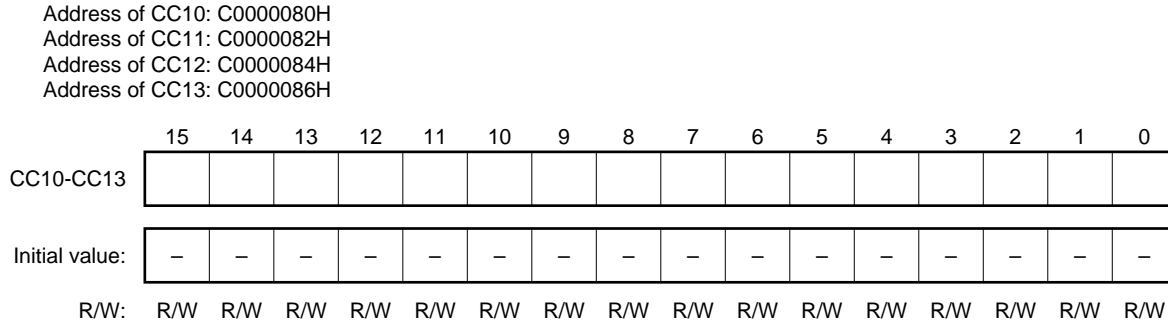 Address of CC10: C0000080H
Address of CC11: C0000082H
Address of CC12: C0000084H
Address of CC13: C0000086H
15 14 13 12 11 10 9 8 7 6 5 4 3 2 1 0
CC10-CC13
Initial value: – – – – – – – – – – – – – – – –
R/W: R/W R/W R/W R/W R/W R/W R/W R/W R/W R/W R/W R/W R/W R/W R/W R/W